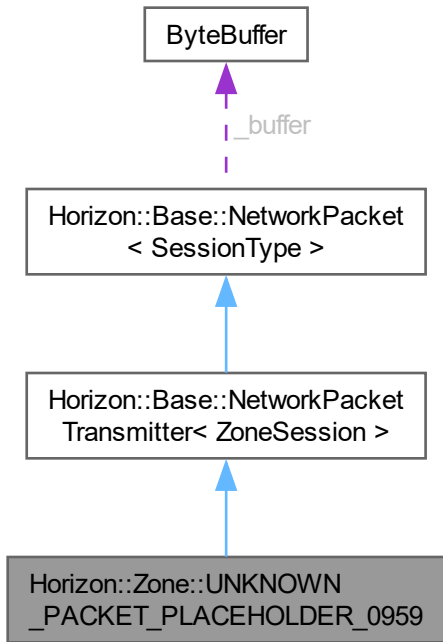 ByteBuffer
_buffer
Horizon::Base::NetworkPacket
< SessionType >
Horizon::Base::NetworkPacket
Transmitter< ZoneSession >
Horizon::Zone::UNKNOWN
_PACKET_PLACEHOLDER_0959